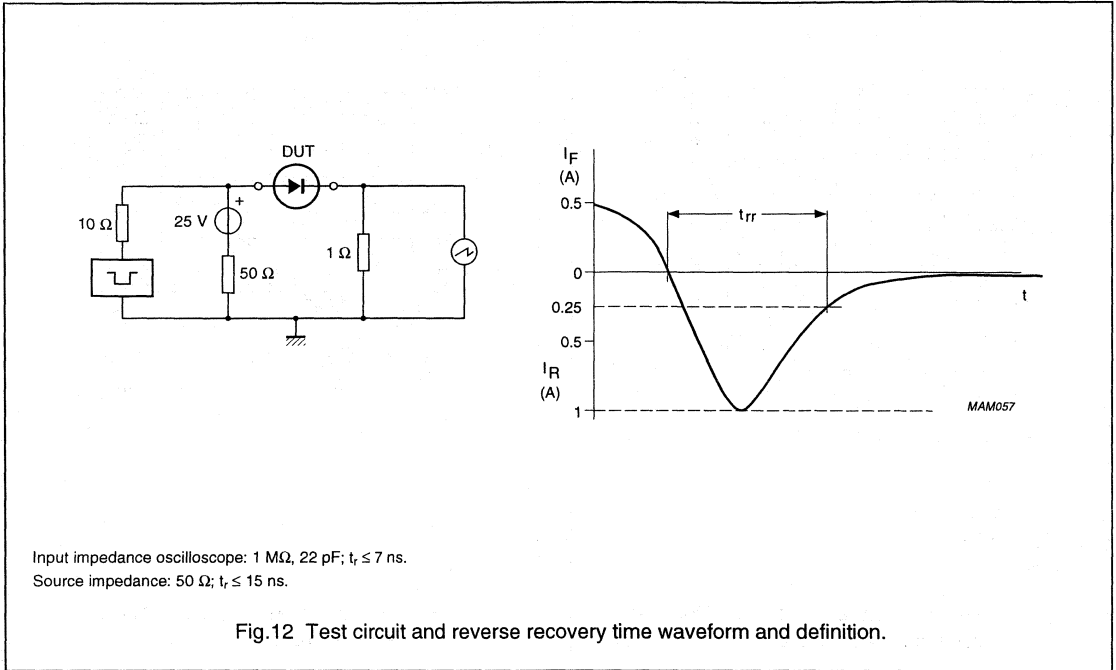 DUT
10 Ω
25 V
+
50 Ω
1 Ω
I_F
(A)
0.5
t_rr
0
0.25
0.5
t
I_R
(A)
1
MAM057
Input impedance oscilloscope: 1 MΩ, 22 pF; t_r ≤ 7 ns.
Source impedance: 50 Ω; t_r ≤ 15 ns.
Fig.12 Test circuit and reverse recovery time waveform and definition.